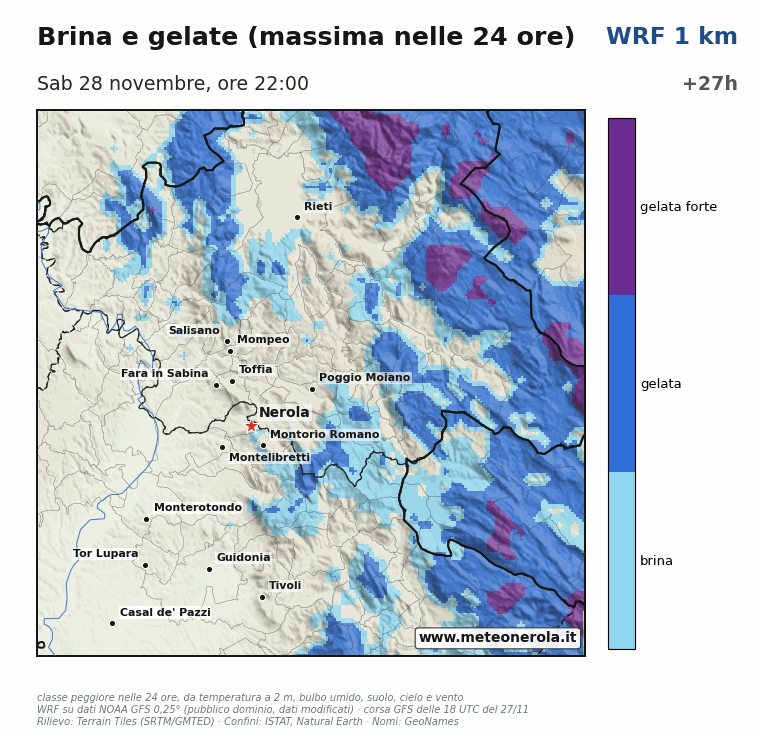 Brina e gelate (massima nelle 24 ore) WRF 1 km
Sab 28 novembre, ore 22:00 +27h
Rieti
Salisano
Mompeo
Fara in Sabina
Toffia
Poggio Moiano
Nerola
Montorio Romano
Montelibretti
Monterotondo
Tor Lupara
Guidonia
Tivoli
Casal de' Pazzi
www.meteonerola.it
gelata forte
gelata
brina
classe peggiore nelle 24 ore, da temperatura a 2 m, bulbo umido, suolo, cielo e vento
WRF su dati NOAA GFS 0,25° (pubblico dominio, dati modificati) · corsa GFS delle 18 UTC del 27/11
Rilievo: Terrain Tiles (SRTM/GMTED) · Confini: ISTAT, Natural Earth · Nomi: GeoNames